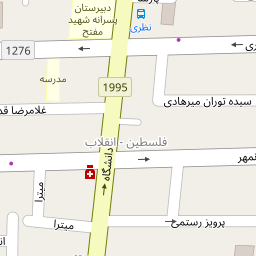 دبیرستان
پسرانه شهید
مفتح
نظری
1276
مدرسه
1995
سیده توران میرهادی
غلامرضا
فلسطین - انقلاب
دانشگاه
میترا
میترا
پرویز رستمی